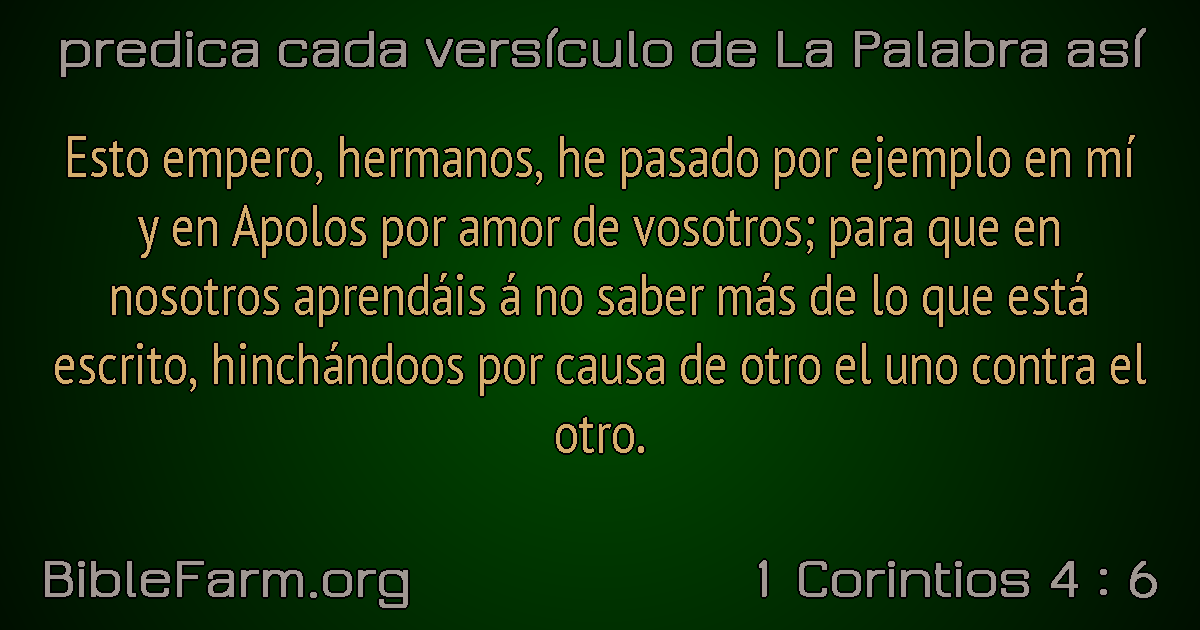 predica cada versículo de La Palabra así
Esto empero, hermanos, he pasado por ejemplo en mí
y en Apolos por amor de vosotros; para que en
nosotros aprendáis á no saber más de lo que está
escrito, hinchándoos por causa de otro el uno contra el
otro.
BibleFarm.org
1 Corintios 4 : 6